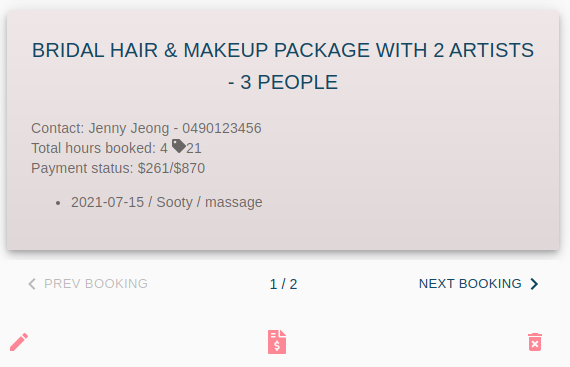 BRIDAL HAIR & MAKEUP PACKAGE WITH 2 ARTISTS
- 3 PEOPLE
Contact: Jenny Jeong - 0490123456
Total hours booked: 4 21
Payment status: $261/$870
• 2021-07-15 / Sooty / massage
PREV BOOKING 1 / 2 NEXT BOOKING
$